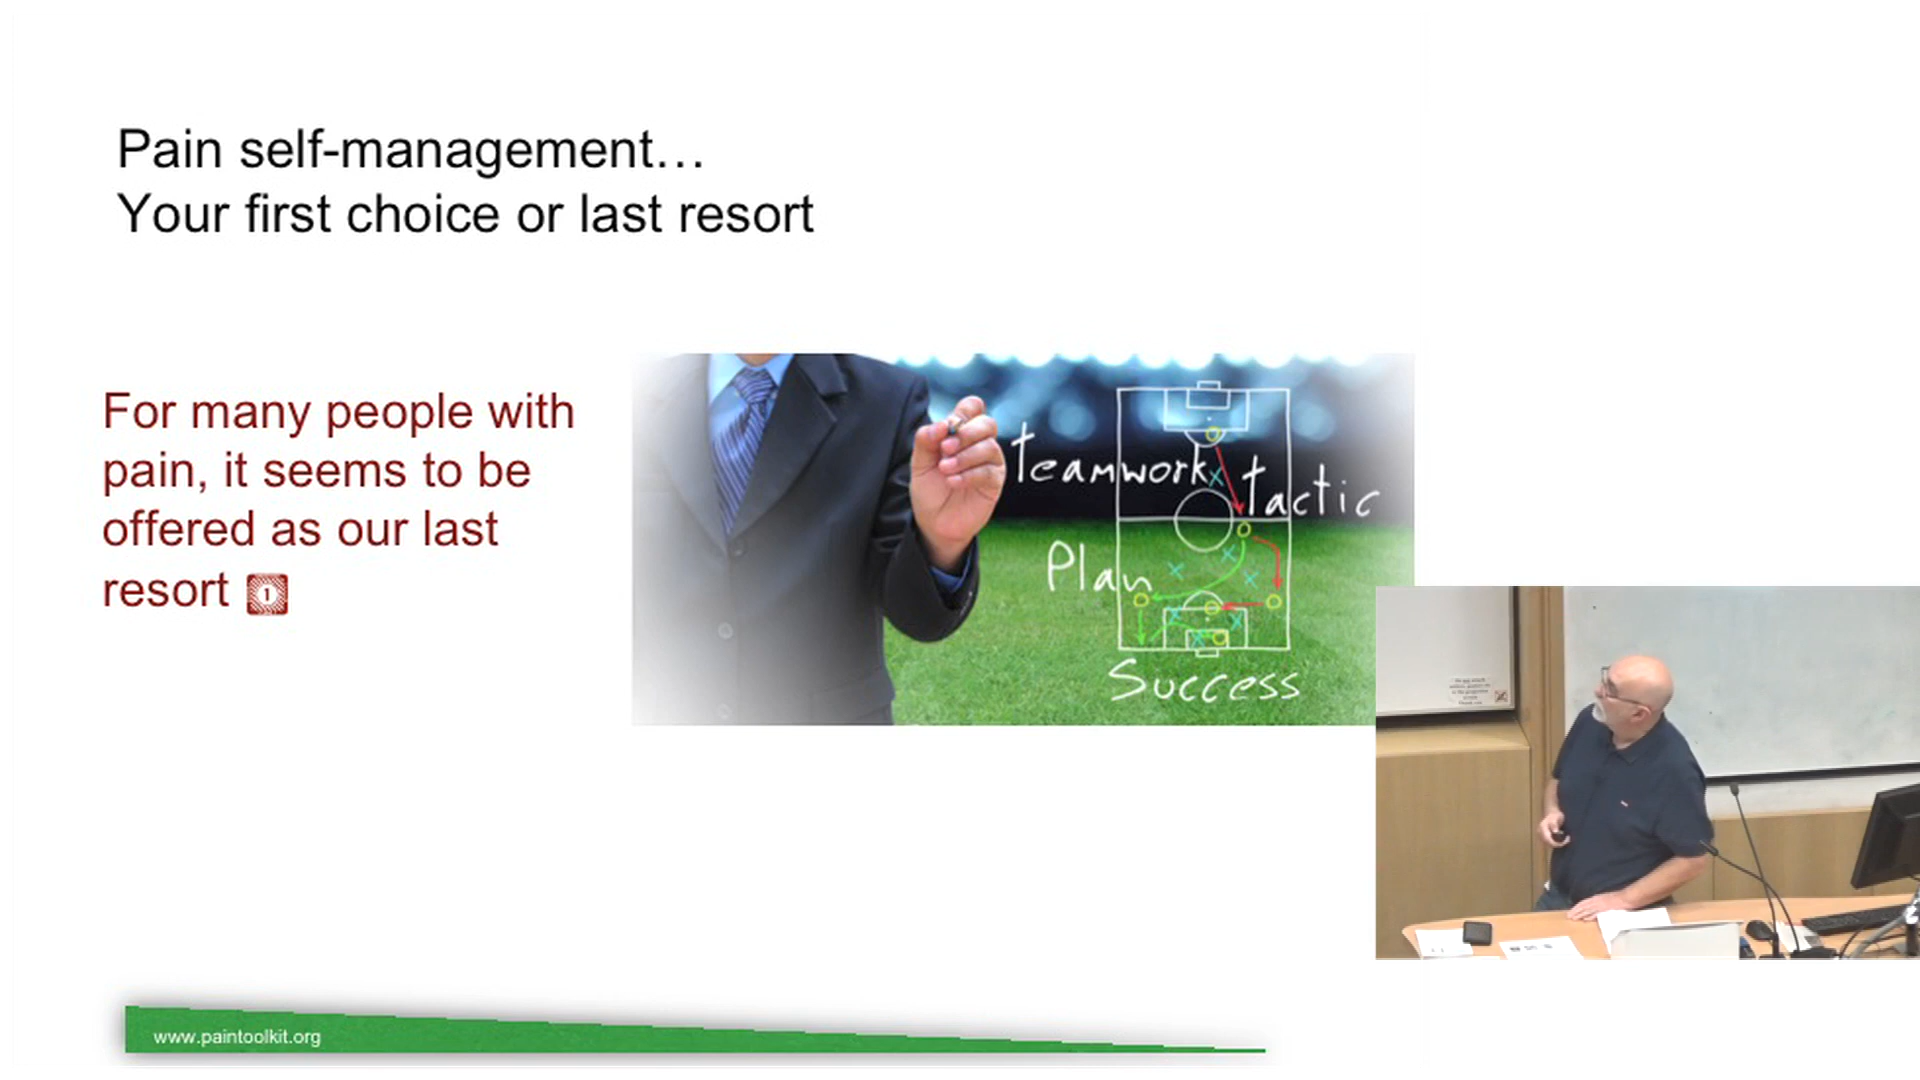 Pain self-management…
Your first choice or last resort
For many people with
pain, it seems to be
offered as our last
resort 1
teamwork
tactic
Plan
Success
www.paintoolkit.org